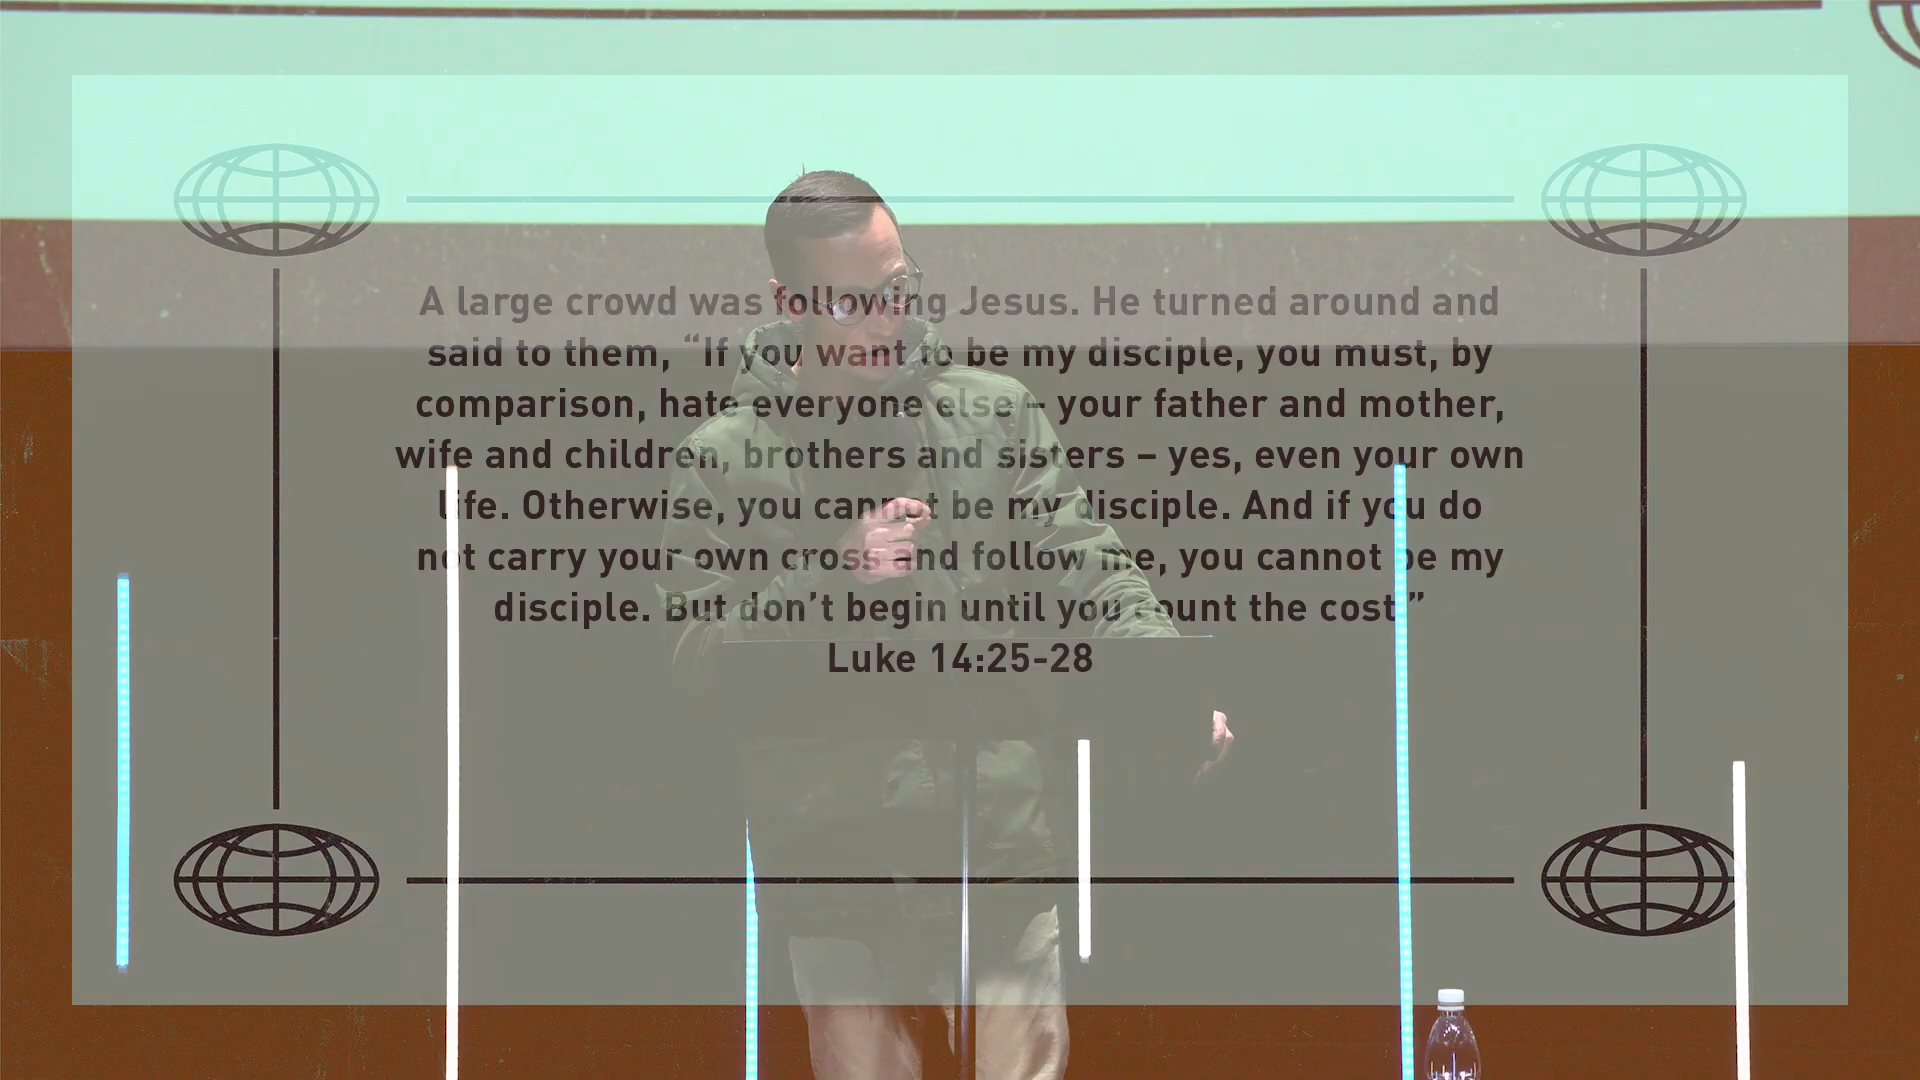 A large crowd was following Jesus. He turned around and
said to them, “If you want to be my disciple, you must, by
comparison, hate everyone else – your father and mother,
wife and children, brothers and sisters – yes, even your own
life. Otherwise, you cannot be my disciple. And if you do
not carry your own cross and follow me, you cannot be my
disciple. But don’t begin until you count the cost.”
Luke 14:25-28